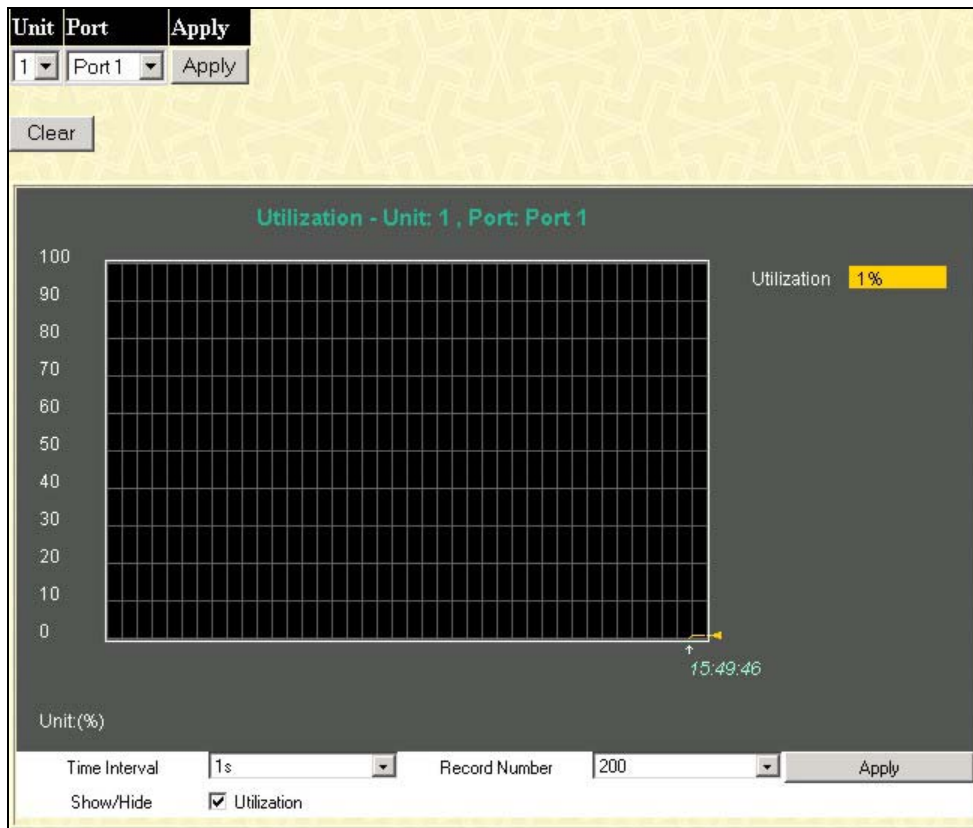 Unit Port Apply
1 Port 1 Apply
Clear
Utilization - Unit: 1 , Port: Port 1
100
90
80
70
60
50
40
30
20
10
0
Utilization 1%
15:49:46
Unit:(%)
Time Interval 1s Record Number 200 Apply
Show/Hide Utilization